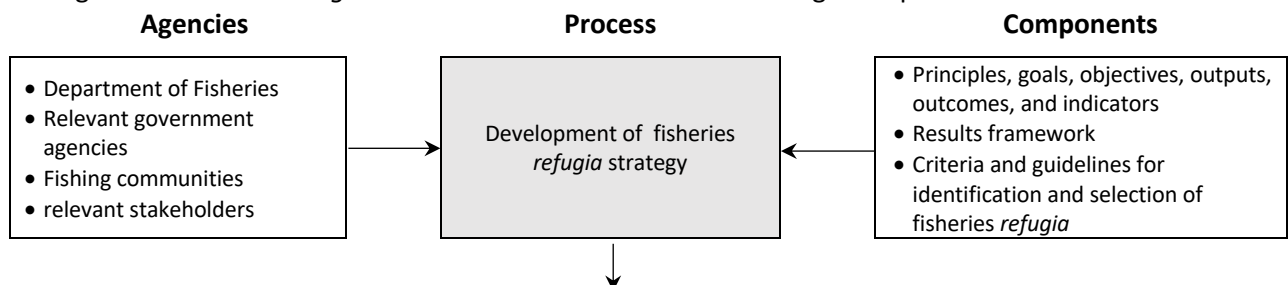 Agencies
Process
Components
• Department of Fisheries
• Relevant government
agencies
• Fishing communities
• relevant stakeholders
Development of fisheries
refugia strategy
• Principles, goals, objectives, outputs,
outcomes, and indicators
• Results framework
• Criteria and guidelines for
identification and selection of
fisheries refugia